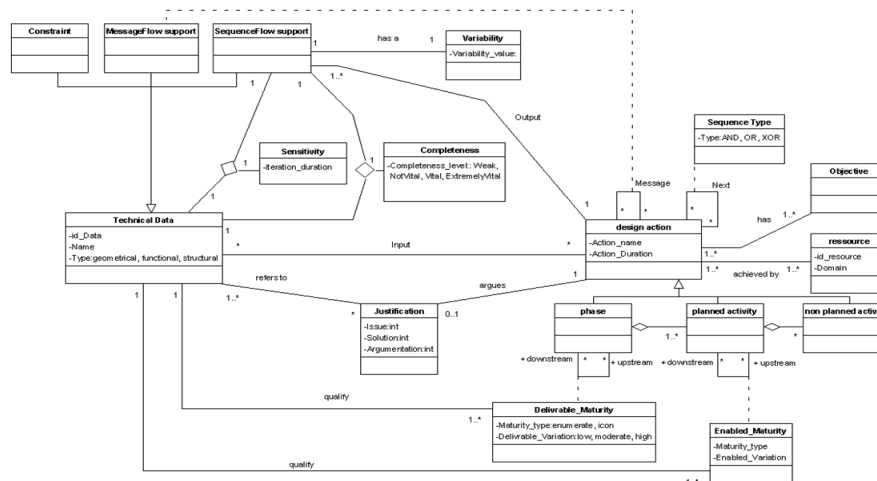 Constraint
MessageFlow support
SequenceFlow support
1
has a
1
Variability
-Variability_value:
1
1
1..*
Output
Sequence Type
-Type:AND, OR, XOR
Sensitivity
-Iteration_duration
1
1
Completeness
-Completeness_level:: Weak,
NotVital, Vital, ExtremelyVital
Objective
Message
Next
*
*
*
*
1
1
has
1..*
Technical Data
-id_Data
-Name
-Type:geometrical, functional, structural
1
*
Input
*
design action
-Action_name
-Action_Duration
1..*
1..*
achieved by
1..*
ressource
-id_resource
-Domain
refers to
1..*
argues
1
*
0..1
Justification
-Issue:int
-Solution:int
-Argumentation:int
phase
planned activity
non planned activ
1..*
*
+ downstream
*
*
+ upstream
+ downstream
*
*
+ upstream
1
1
qualify
1..*
Delivrable_Maturity
-Maturity_type:enumerate, icon
-Delivrable_Variation:low, moderate, high
Enabled_Maturity
-Maturity_type
-Enabled_Variation
qualify
1..*